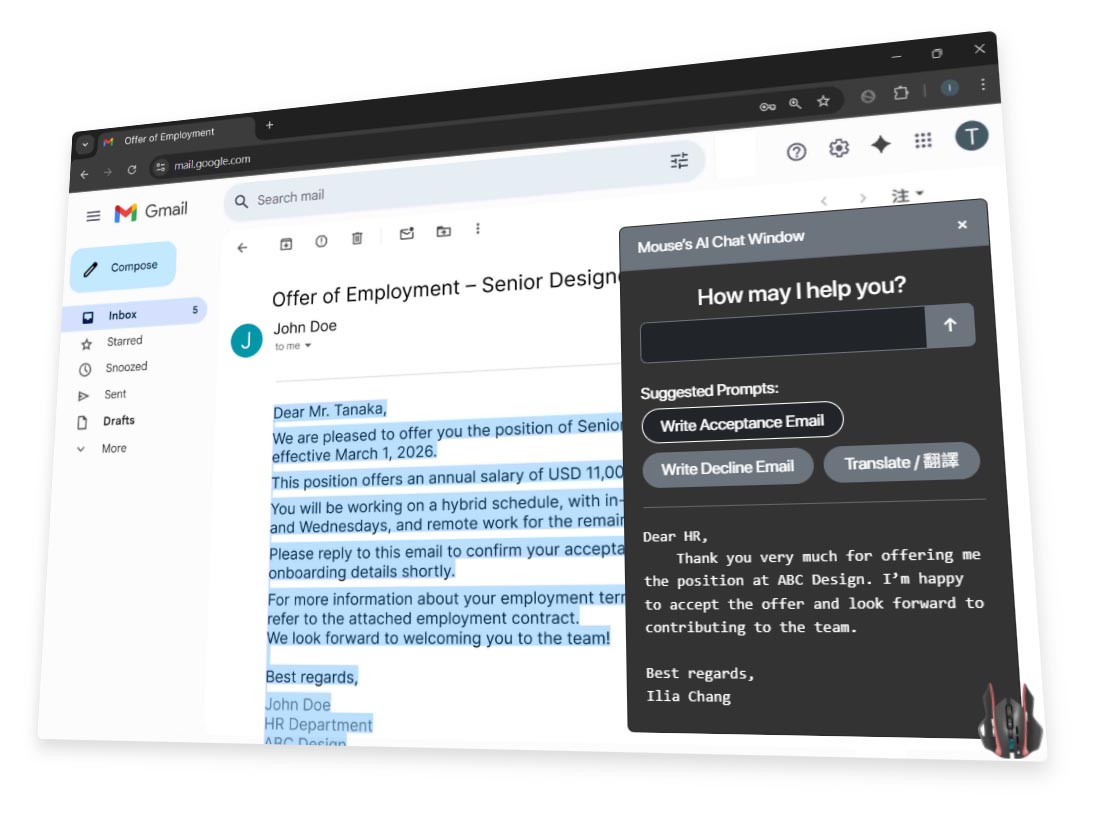 Offer of Employment
mail.google.com
Gmail
Search mail
T
注
Compose
Inbox 5
Starred
Snoozed
Sent
Drafts
More
Offer of Employment – Senior Designe
J
John Doe
to me
Dear Mr. Tanaka,
We are pleased to offer you the position of Senior
effective March 1, 2026.
This position offers an annual salary of USD 11,00
You will be working on a hybrid schedule, with in-
and Wednesdays, and remote work for the remain
Please reply to this email to confirm your accepta
onboarding details shortly.
For more information about your employment term
refer to the attached employment contract.
We look forward to welcoming you to the team!
Best regards,
John Doe
HR Department
ABC Design
Mouse's AI Chat Window
How may I help you?
Suggested Prompts:
Write Acceptance Email
Write Decline Email
Translate / 翻譯
Dear HR,
Thank you very much for offering me
the position at ABC Design. I'm happy
to accept the offer and look forward to
contributing to the team.
Best regards,
Ilia Chang